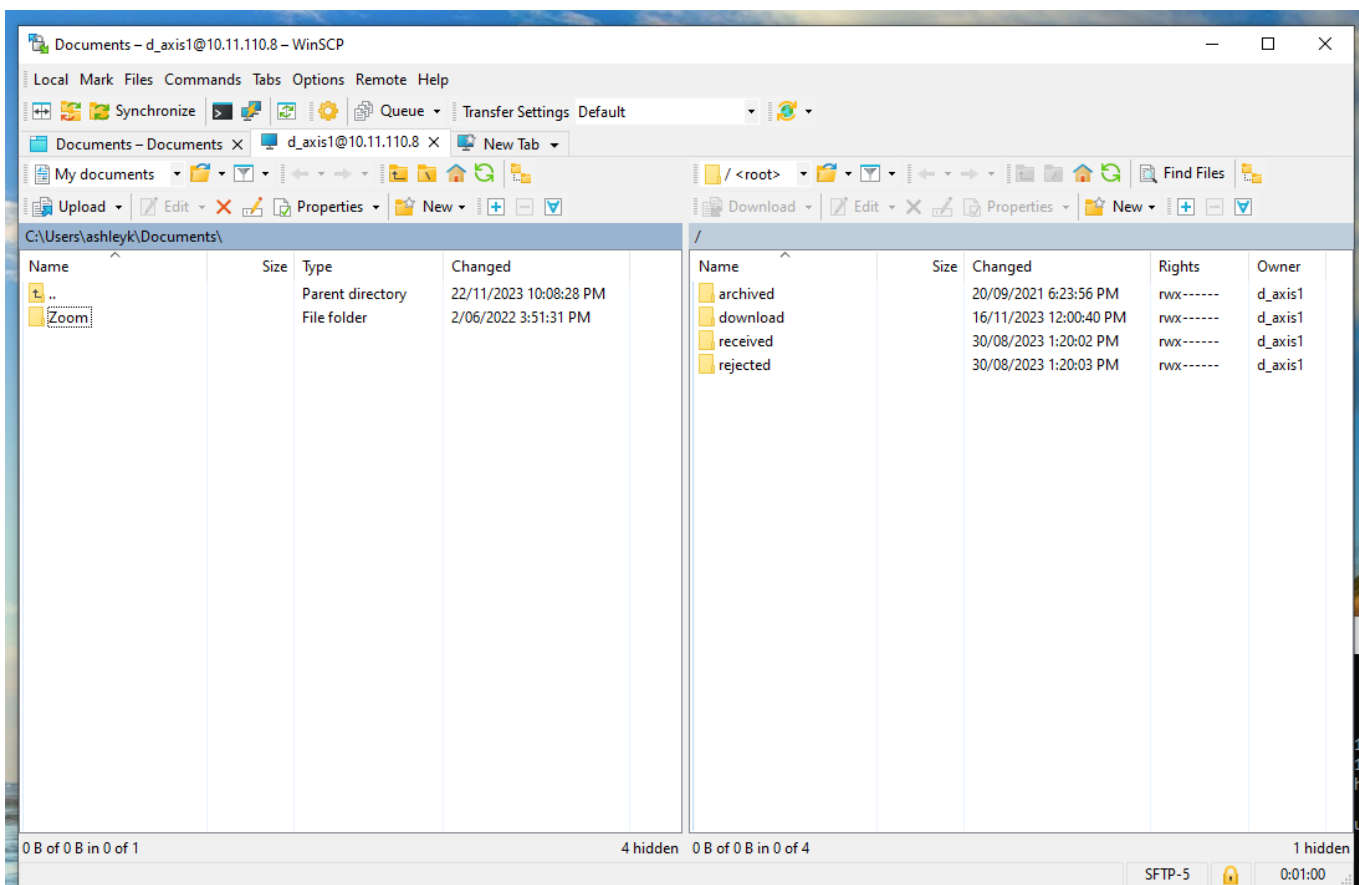 Documents – d_axis1@10.11.110.8 – WinSCP
Local Mark Files Commands Tabs Options Remote Help
Synchronize Queue Transfer Settings Default
Documents – Documents d_axis1@10.11.110.8 New Tab
My documents / <root> Find Files
Upload Edit Properties New Download Edit Properties New
C:\Users\ashleyk\Documents\ /
Name Size Type Changed Name Size Changed Rights Owner
.. Parent directory 22/11/2023 10:08:28 PM archived 20/09/2021 6:23:56 PM rwx------ d_axis1
Zoom File folder 2/06/2022 3:51:31 PM download 16/11/2023 12:00:40 PM rwx------ d_axis1
received 30/08/2023 1:20:02 PM rwx------ d_axis1
rejected 30/08/2023 1:20:03 PM rwx------ d_axis1
0 B of 0 B in 0 of 1 4 hidden 0 B of 0 B in 0 of 4 1 hidden
SFTP-5 0:01:00